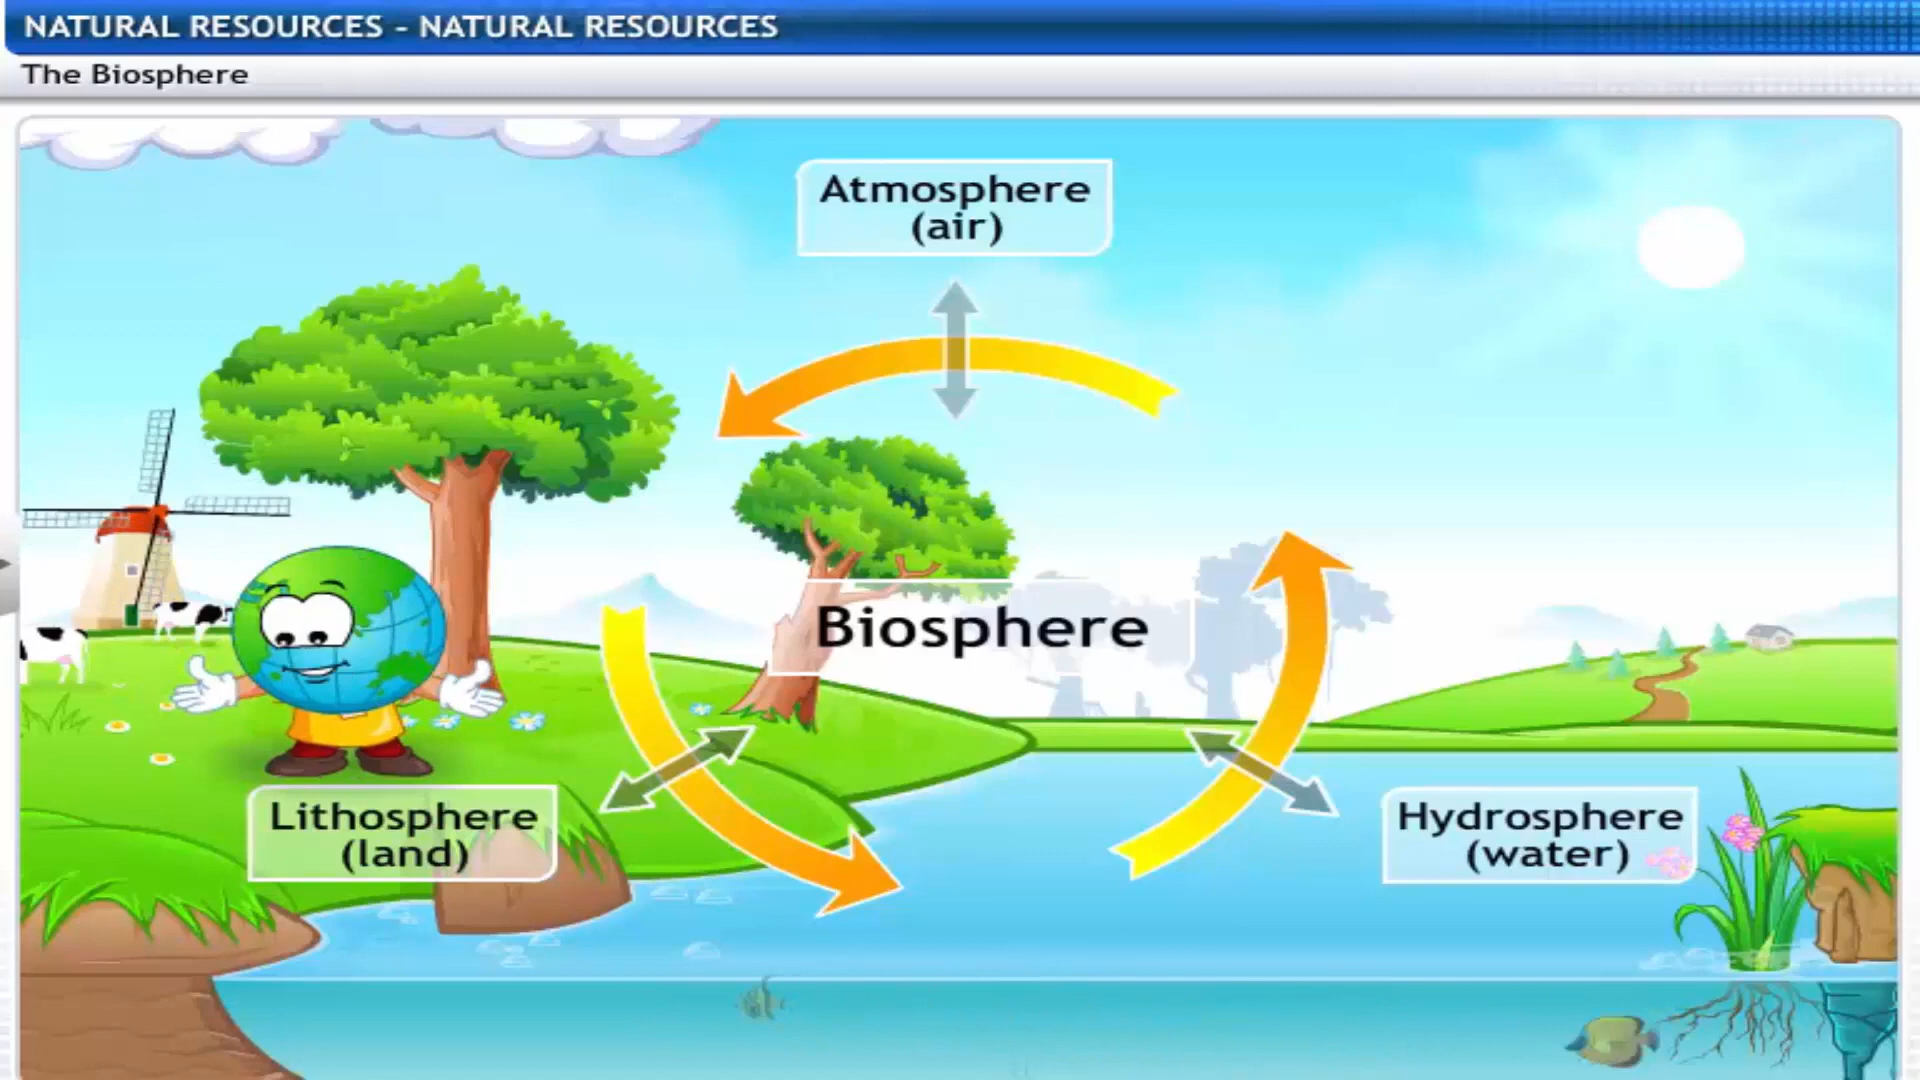 NATURAL RESOURCES - NATURAL RESOURCES
The Biosphere
Atmosphere
(air)
Biosphere
Lithosphere
(land)
Hydrosphere
(water)